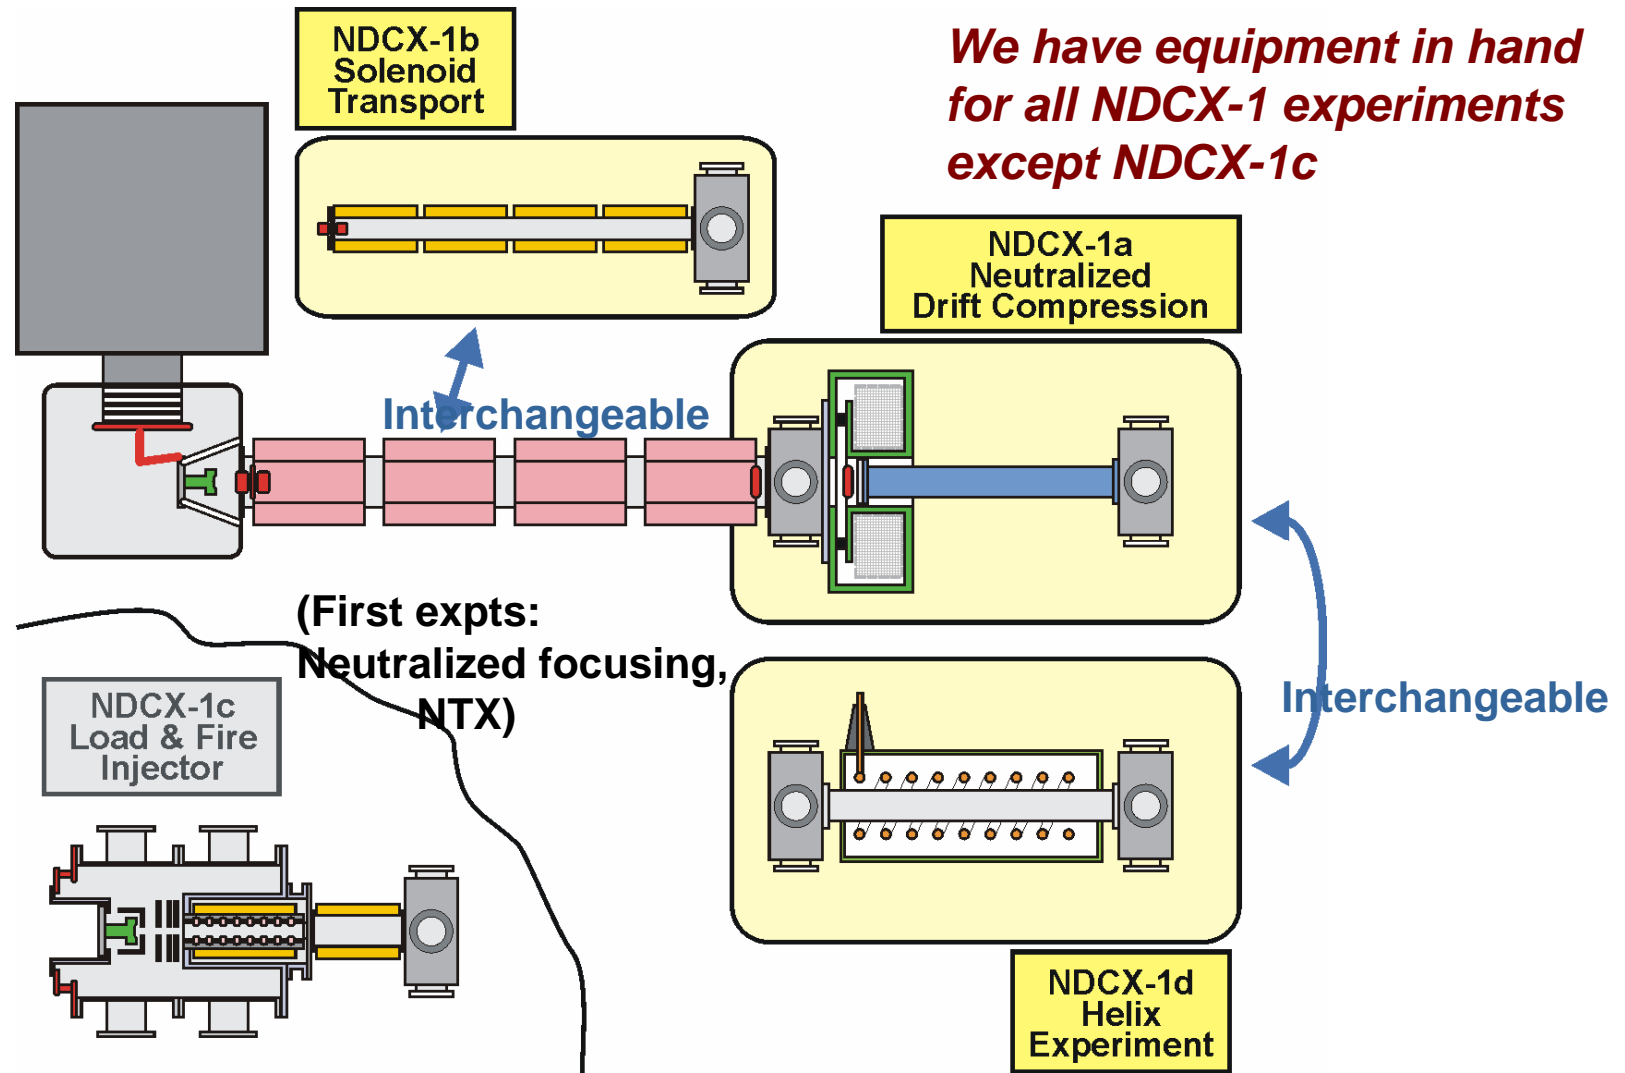 NDCX-1b
Solenoid
Transport
We have equipment in hand
for all NDCX-1 experiments
except NDCX-1c
NDCX-1a
Neutralized
Drift Compression
Interchangeable
(First expts:
Neutralized focusing,
NTX)
Interchangeable
NDCX-1c
Load & Fire
Injector
NDCX-1d
Helix
Experiment